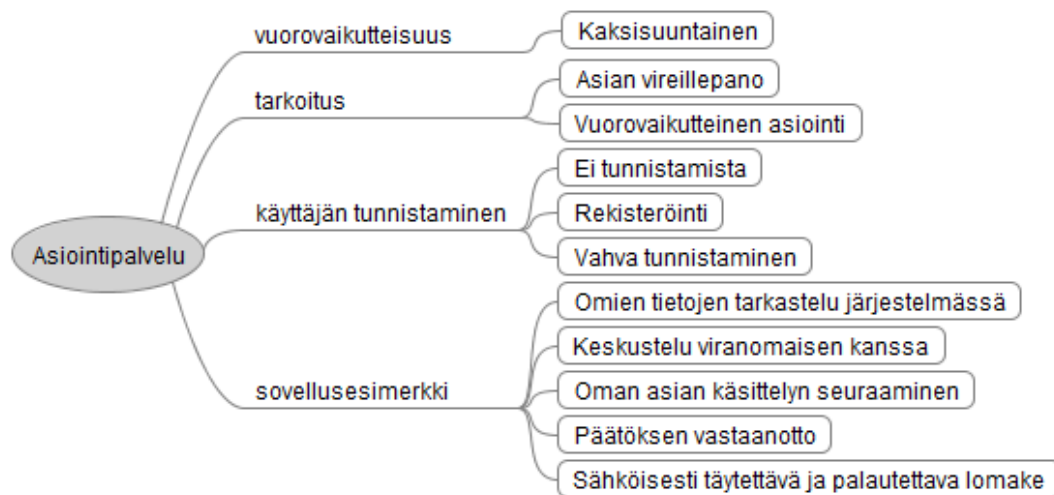 Asiointipalvelu
vuorovaikutteisuus
Kaksisuuntainen
tarkoitus
Asian vireillepano
Vuorovaikutteinen asiointi
käyttäjän tunnistaminen
Ei tunnistamista
Rekisteröinti
Vahva tunnistaminen
sovellusesimerkki
Omien tietojen tarkastelu järjestelmässä
Keskustelu viranomaisen kanssa
Oman asian käsittelyn seuraaminen
Päätöksen vastaanotto
Sähköisesti täytettävä ja palautettava lomake